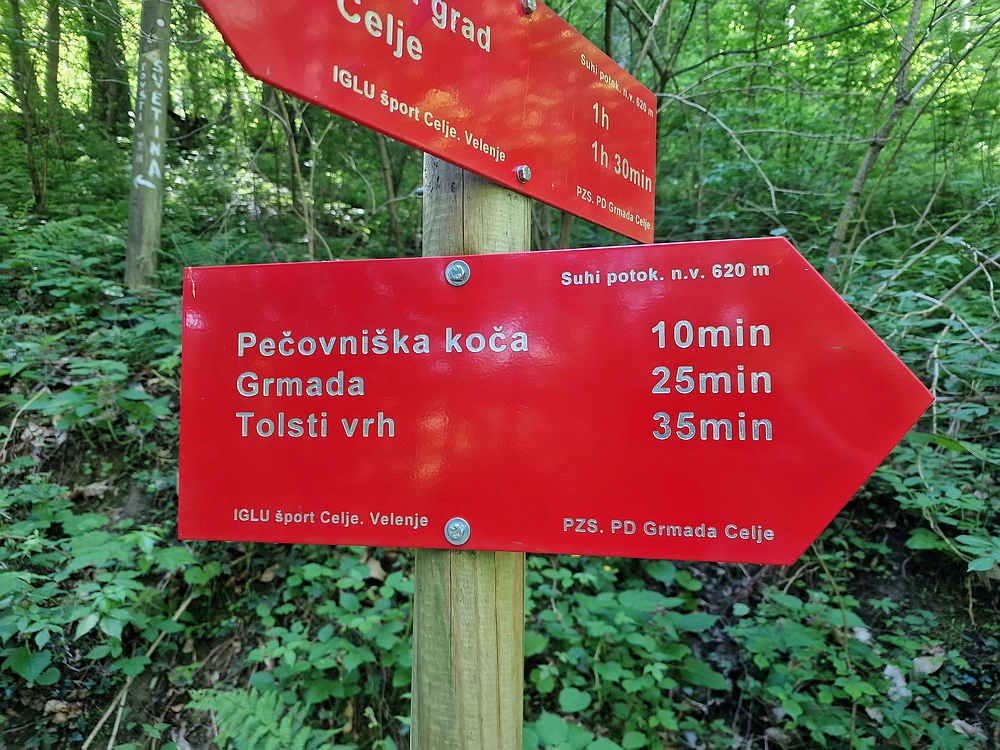 grad
Celje
Suhi potok. n.v. 620 m
1h
1h 30min
IGLU šport Celje. Velenje
PZS. PD Grmada Celje
SVETINA
Suhi potok. n.v. 620 m
Pečovniška koča 10min
Grmada 25min
Tolsti vrh 35min
IGLU šport Celje. Velenje PZS. PD Grmada Celje